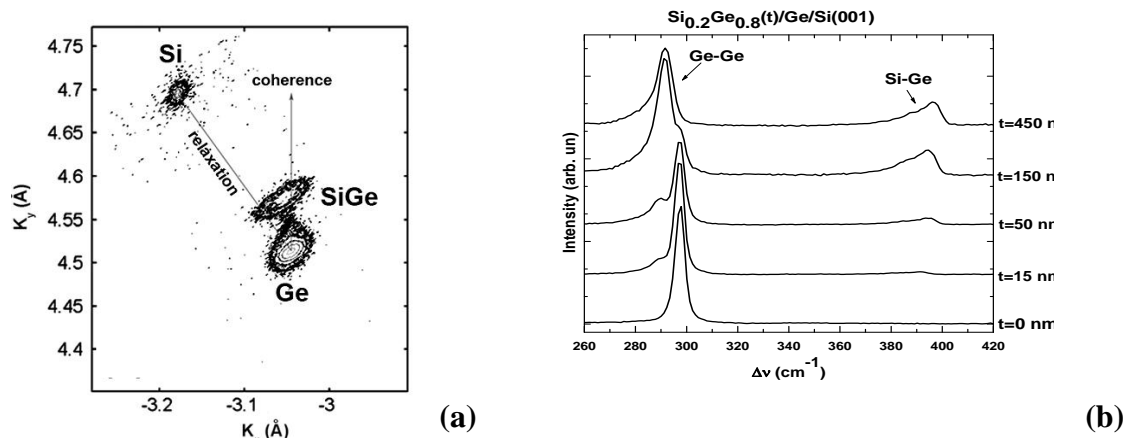 4.75
4.7
4.65
4.6
4.55
4.5
4.45
4.4
K_y (Å)
Si
coherence
relaxation
SiGe
Ge
-3.2
-3.1
-3
(Å)
(a)
Si0.2Ge0.8(t)/Ge/Si(001)
Intensity (arb. un)
Ge-Ge
Si-Ge
t=450 n
t=150 n
t=50 nm
t=15 nm
t=0 nm
260 280 300 320 340 360 380 400 420
Δν (cm⁻¹)
(b)